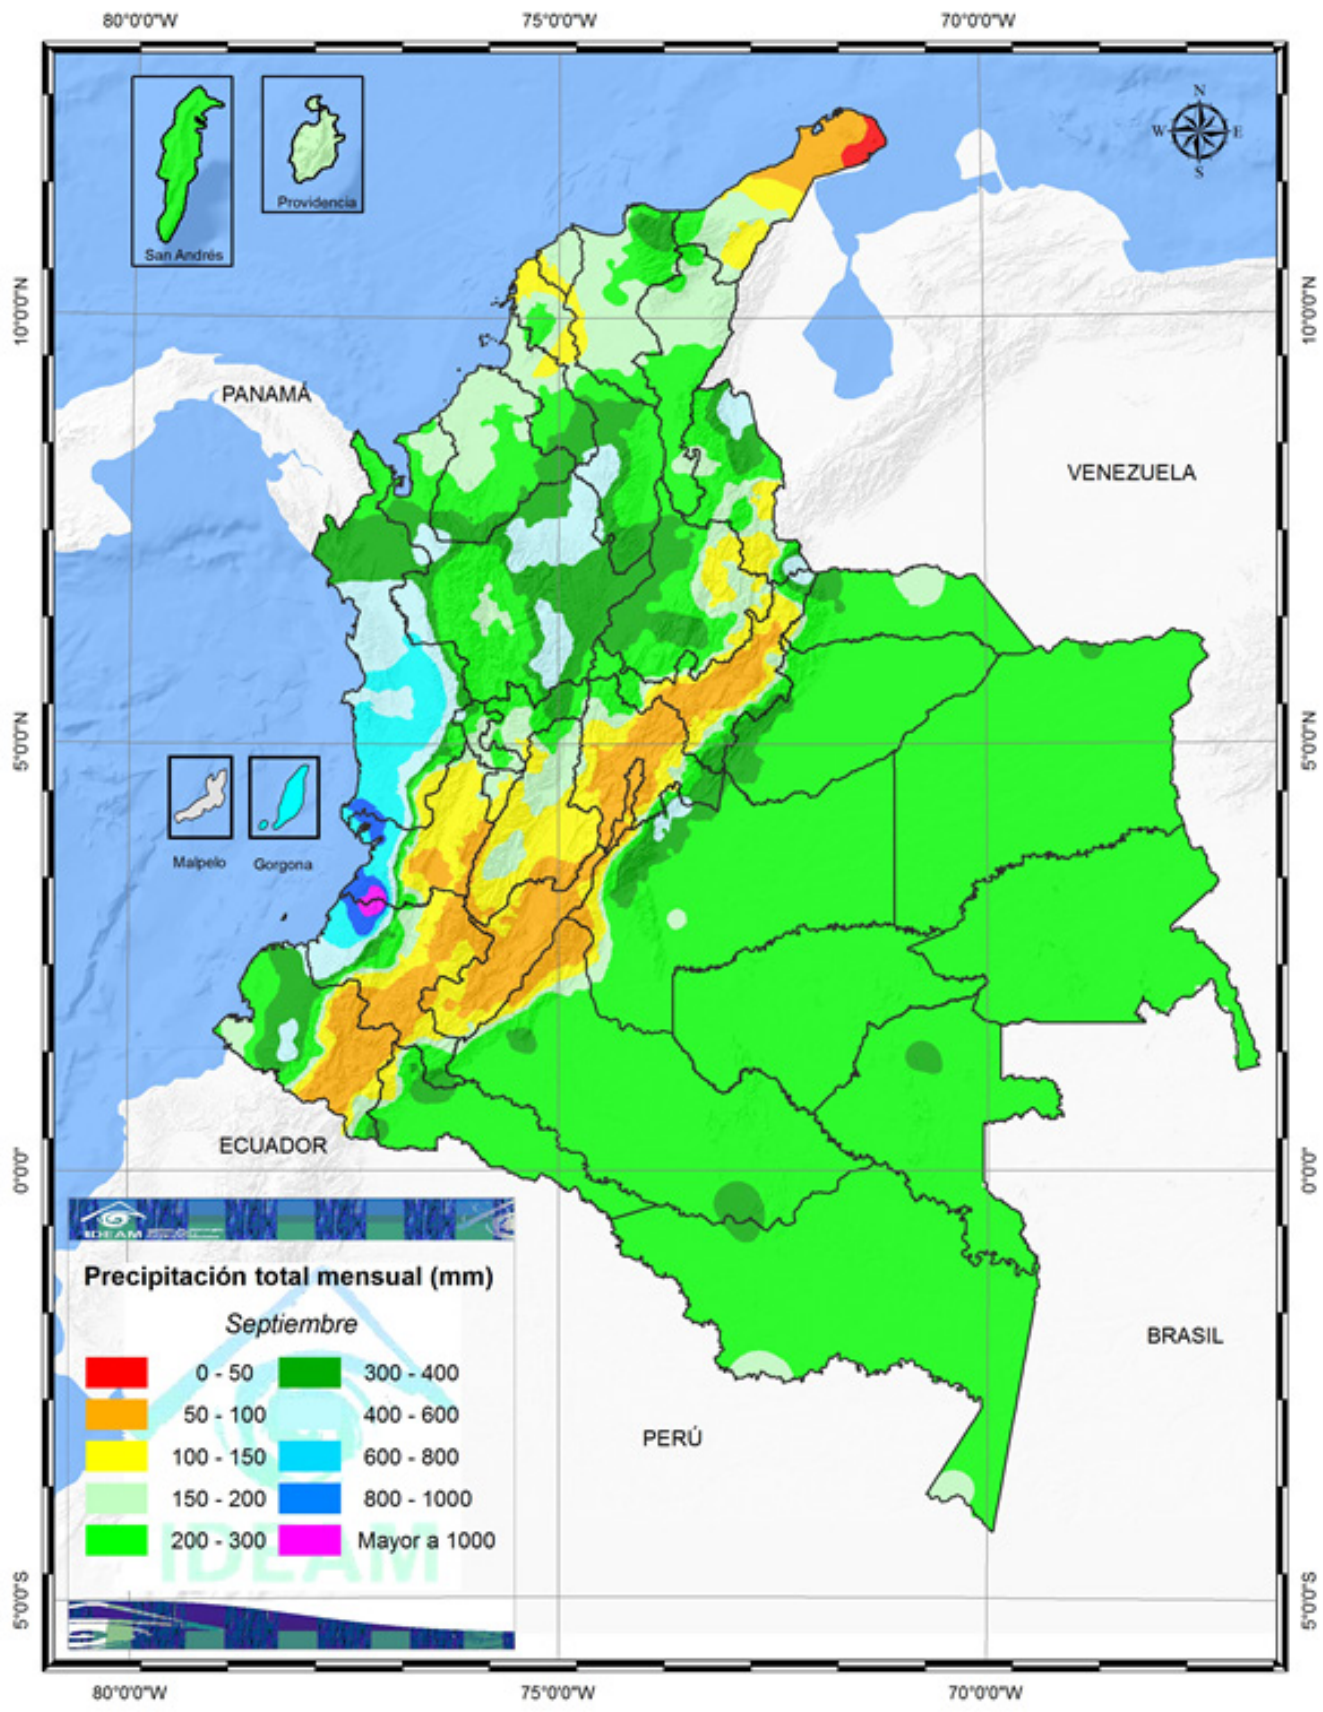 80°0'0"W 75°0'0"W 70°0'0"W
N
W E
S
San Andrés
Providencia
10°0'0"N 10°0'0"N
PANAMÁ
VENEZUELA
5°0'0"N 5°0'0"N
Malpelo Gorgona
ECUADOR
0°0'0" 0°0'0"
IDEAM
Precipitación total mensual (mm)
Septiembre
0 - 50 300 - 400
50 - 100 400 - 600
100 - 150 600 - 800
150 - 200 800 - 1000
200 - 300 Mayor a 1000
IDEAM
BRASIL
PERÚ
5°0'0"S 5°0'0"S
80°0'0"W 75°0'0"W 70°0'0"W